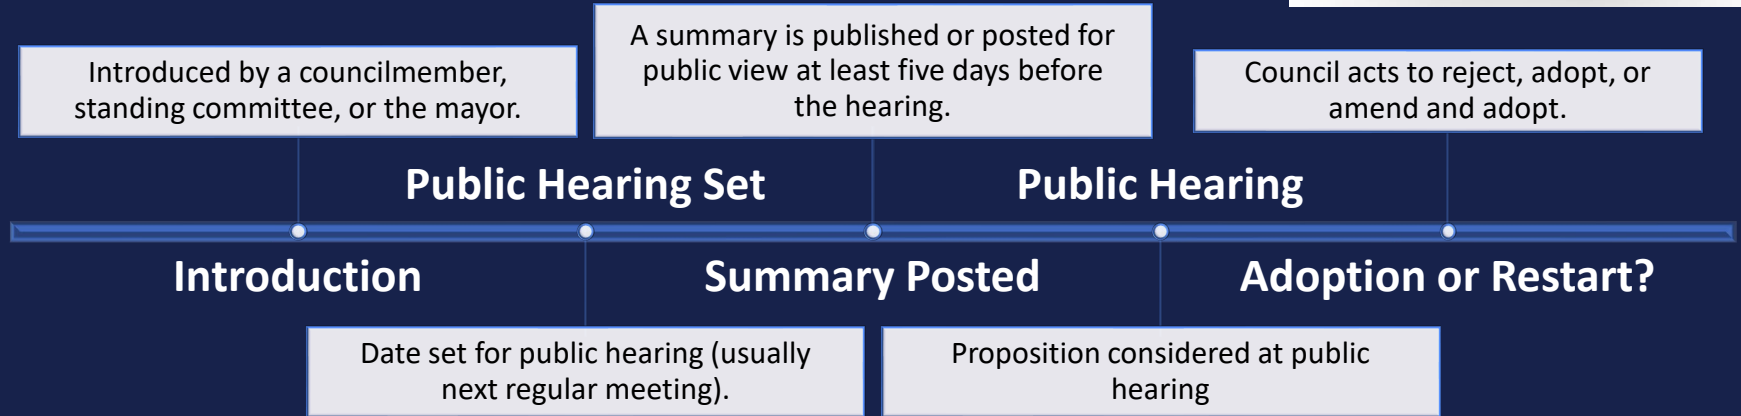 Introduced by a councilmember,
standing committee, or the mayor.
A summary is published or posted for
public view at least five days before
the hearing.
Council acts to reject, adopt, or
amend and adopt.
Public Hearing Set
Public Hearing
Introduction
Summary Posted
Adoption or Restart?
Date set for public hearing (usually
next regular meeting).
Proposition considered at public
hearing